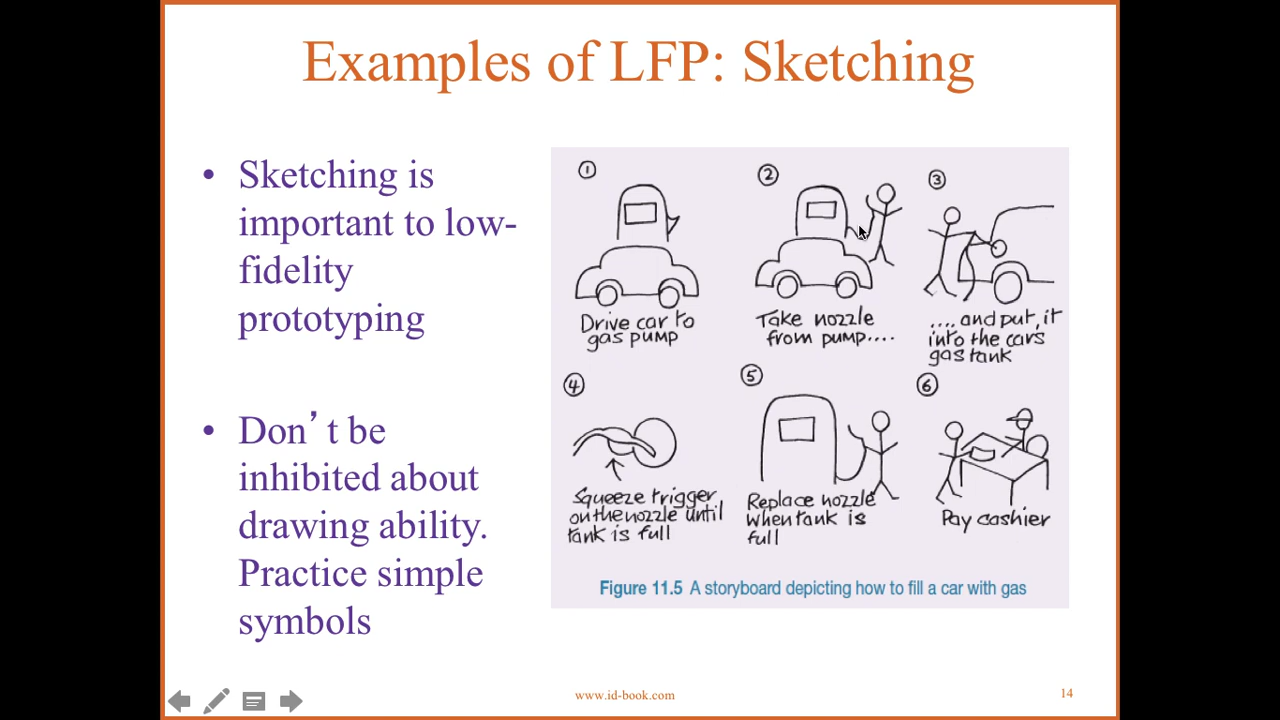 Examples of LFP: Sketching
• Sketching is
important to low-
fidelity
prototyping
• Don’t be
inhibited about
drawing ability.
Practice simple
symbols
①
Drive car to
gas pump
②
Take nozzle
from pump....
③
.... and put it
into the cars
gas tank
④
Squeeze trigger
on the nozzle until
tank is full
⑤
Replace nozzle
when tank is
full
⑥
Pay cashier
Figure 11.5 A storyboard depicting how to fill a car with gas
www.id-book.com
14